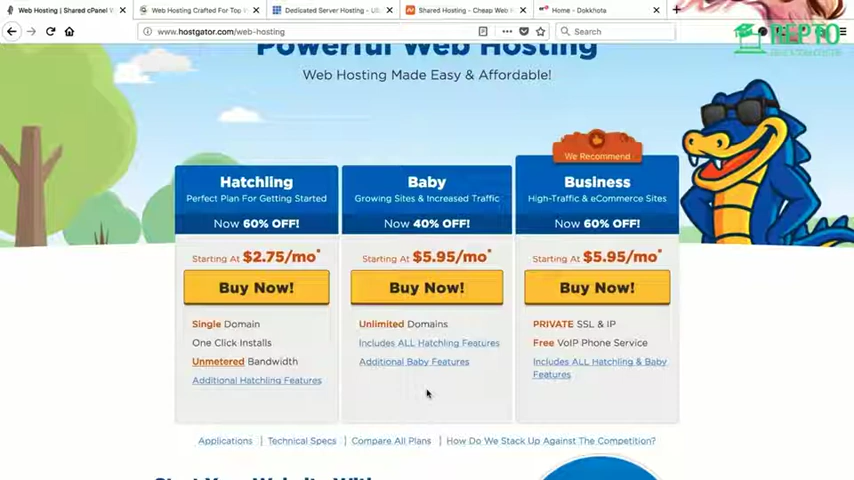 Web Hosting | Shared cPanel W
Web Hosting Crafted For Top
Dedicated Server Hosting - US
Shared Hosting - Cheap Web H
Home - Dokkhota
www.hostgator.com/web-hosting
Search
REPTO
Powerful Web Hosting
Web Hosting Made Easy & Affordable!
We Recommend
Hatchling
Perfect Plan For Getting Started
Now 60% OFF!
Starting At $2.75/mo*
Buy Now!
Single Domain
One Click Installs
Unmetered Bandwidth
Additional Hatchling Features
Baby
Growing Sites & Increased Traffic
Now 40% OFF!
Starting At $5.95/mo*
Buy Now!
Unlimited Domains
Includes ALL Hatchling Features
Additional Baby Features
Business
High-Traffic & eCommerce Sites
Now 60% OFF!
Starting At $5.95/mo*
Buy Now!
PRIVATE SSL & IP
Free VoIP Phone Service
Includes ALL Hatchling & Baby
Features
Applications | Technical Specs | Compare All Plans | How Do We Stack Up Against The Competition?
Start Your Website With